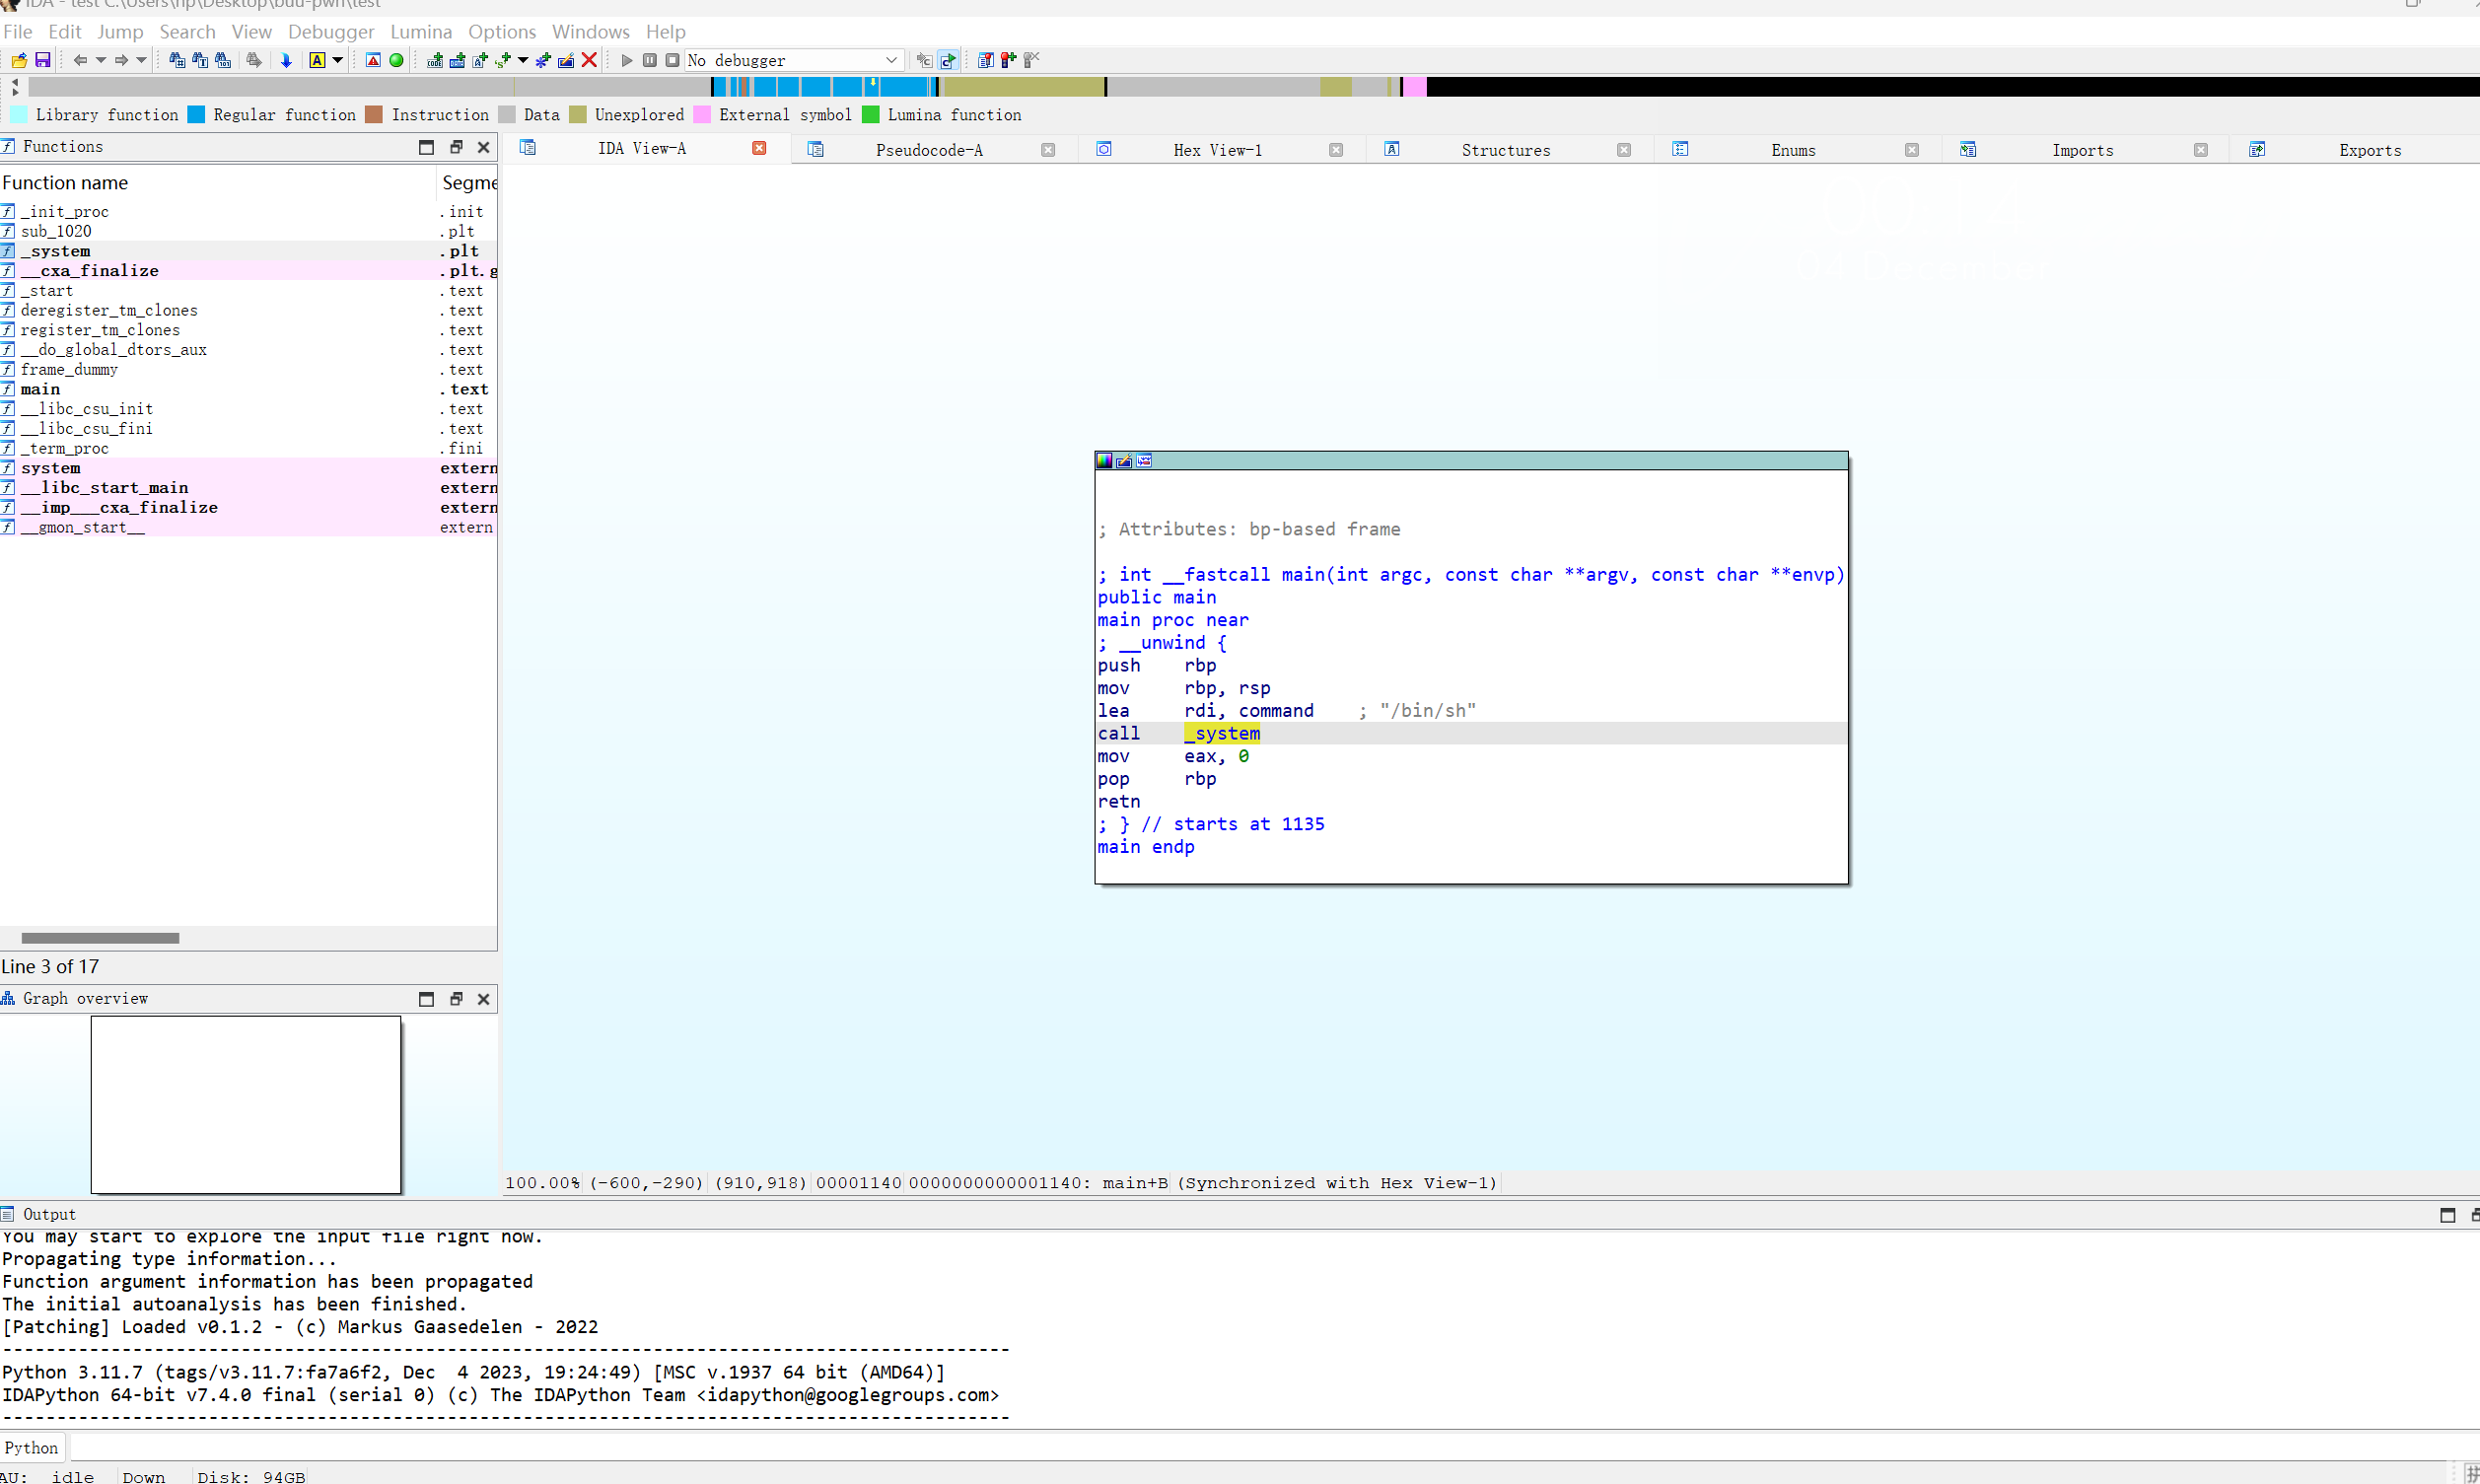 IDA - test C:\Users\hp\Desktop\buu-pwn\test
File Edit Jump Search View Debugger Lumina Options Windows Help
No debugger
Library function Regular function Instruction Data Unexplored External symbol Lumina function
Functions
Function name Segme
_init_proc .init
sub_1020 .plt
_system .plt
__cxa_finalize .plt.g
_start .text
deregister_tm_clones .text
register_tm_clones .text
__do_global_dtors_aux .text
frame_dummy .text
main .text
__libc_csu_init .text
__libc_csu_fini .text
_term_proc .fini
system extern
__libc_start_main extern
__imp___cxa_finalize extern
__gmon_start__ extern
Line 3 of 17
Graph overview
IDA View-A Pseudocode-A Hex View-1 Structures Enums Imports Exports
; Attributes: bp-based frame
; int __fastcall main(int argc, const char **argv, const char **envp)
public main
main proc near
; __unwind {
push rbp
mov rbp, rsp
lea rdi, command ; "/bin/sh"
call _system
mov eax, 0
pop rbp
retn
; } // starts at 1135
main endp
100.00% (-600,-290) (910,918) 00001140 0000000000001140: main+B (Synchronized with Hex View-1)
Output
You may start to explore the input file right now.
Propagating type information...
Function argument information has been propagated
The initial autoanalysis has been finished.
[Patching] Loaded v0.1.2 - (c) Markus Gaasedelen - 2022
---------------------------------------------------------------------------------------------
Python 3.11.7 (tags/v3.11.7:fa7a6f2, Dec  4 2023, 19:24:49) [MSC v.1937 64 bit (AMD64)]
IDAPython 64-bit v7.4.0 final (serial 0) (c) The IDAPython Team <idapython@googlegroups.com>
---------------------------------------------------------------------------------------------
Python
AU: idle Down Disk: 94GB